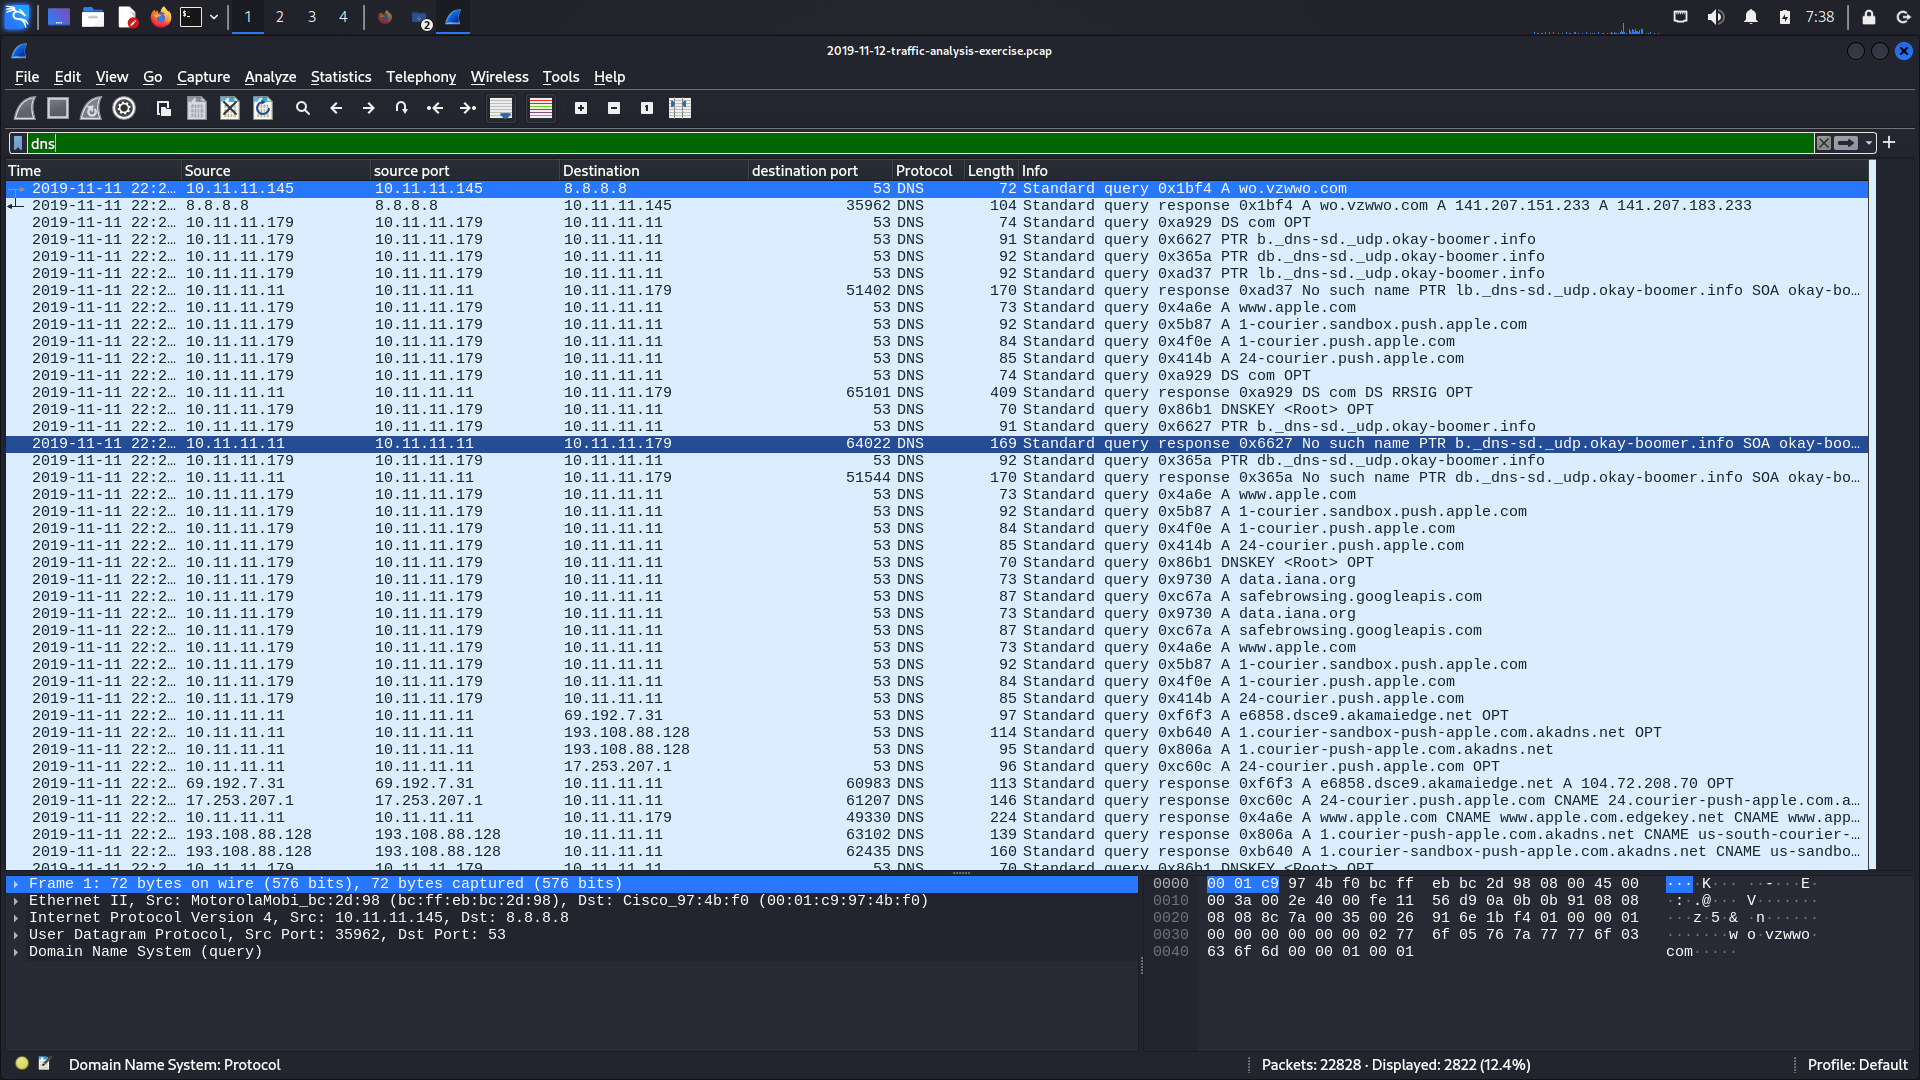 1 2 3 4 2 7:38
2019-11-12-traffic-analysis-exercise.pcap
File Edit View Go Capture Analyze Statistics Telephony Wireless Tools Help
dns
Time Source source port Destination destination port Protocol Length Info
2019-11-11 22:2… 10.11.11.145 10.11.11.145 8.8.8.8 53 DNS 72 Standard query 0x1bf4 A wo.vzwwo.com
2019-11-11 22:2… 8.8.8.8 8.8.8.8 10.11.11.145 35962 DNS 104 Standard query response 0x1bf4 A wo.vzwwo.com A 141.207.151.233 A 141.207.183.233
2019-11-11 22:2… 10.11.11.179 10.11.11.179 10.11.11.11 53 DNS 74 Standard query 0xa929 DS com OPT
2019-11-11 22:2… 10.11.11.179 10.11.11.179 10.11.11.11 53 DNS 91 Standard query 0x6627 PTR b._dns-sd._udp.okay-boomer.info
2019-11-11 22:2… 10.11.11.179 10.11.11.179 10.11.11.11 53 DNS 92 Standard query 0x365a PTR db._dns-sd._udp.okay-boomer.info
2019-11-11 22:2… 10.11.11.179 10.11.11.179 10.11.11.11 53 DNS 92 Standard query 0xad37 PTR lb._dns-sd._udp.okay-boomer.info
2019-11-11 22:2… 10.11.11.11 10.11.11.11 10.11.11.179 51402 DNS 170 Standard query response 0xad37 No such name PTR lb._dns-sd._udp.okay-boomer.info SOA okay-bo…
2019-11-11 22:2… 10.11.11.179 10.11.11.179 10.11.11.11 53 DNS 73 Standard query 0x4a6e A www.apple.com
2019-11-11 22:2… 10.11.11.179 10.11.11.179 10.11.11.11 53 DNS 92 Standard query 0x5b87 A 1-courier.sandbox.push.apple.com
2019-11-11 22:2… 10.11.11.179 10.11.11.179 10.11.11.11 53 DNS 84 Standard query 0x4f0e A 1-courier.push.apple.com
2019-11-11 22:2… 10.11.11.179 10.11.11.179 10.11.11.11 53 DNS 85 Standard query 0x414b A 24-courier.push.apple.com
2019-11-11 22:2… 10.11.11.179 10.11.11.179 10.11.11.11 53 DNS 74 Standard query 0xa929 DS com OPT
2019-11-11 22:2… 10.11.11.11 10.11.11.11 10.11.11.179 65101 DNS 409 Standard query response 0xa929 DS com DS RRSIG OPT
2019-11-11 22:2… 10.11.11.179 10.11.11.179 10.11.11.11 53 DNS 70 Standard query 0x86b1 DNSKEY <Root> OPT
2019-11-11 22:2… 10.11.11.179 10.11.11.179 10.11.11.11 53 DNS 91 Standard query 0x6627 PTR b._dns-sd._udp.okay-boomer.info
2019-11-11 22:2… 10.11.11.11 10.11.11.11 10.11.11.179 64022 DNS 169 Standard query response 0x6627 No such name PTR b._dns-sd._udp.okay-boomer.info SOA okay-boo…
2019-11-11 22:2… 10.11.11.179 10.11.11.179 10.11.11.11 53 DNS 92 Standard query 0x365a PTR db._dns-sd._udp.okay-boomer.info
2019-11-11 22:2… 10.11.11.11 10.11.11.11 10.11.11.179 51544 DNS 170 Standard query response 0x365a No such name PTR db._dns-sd._udp.okay-boomer.info SOA okay-bo…
2019-11-11 22:2… 10.11.11.179 10.11.11.179 10.11.11.11 53 DNS 73 Standard query 0x4a6e A www.apple.com
2019-11-11 22:2… 10.11.11.179 10.11.11.179 10.11.11.11 53 DNS 92 Standard query 0x5b87 A 1-courier.sandbox.push.apple.com
2019-11-11 22:2… 10.11.11.179 10.11.11.179 10.11.11.11 53 DNS 84 Standard query 0x4f0e A 1-courier.push.apple.com
2019-11-11 22:2… 10.11.11.179 10.11.11.179 10.11.11.11 53 DNS 85 Standard query 0x414b A 24-courier.push.apple.com
2019-11-11 22:2… 10.11.11.179 10.11.11.179 10.11.11.11 53 DNS 70 Standard query 0x86b1 DNSKEY <Root> OPT
2019-11-11 22:2… 10.11.11.179 10.11.11.179 10.11.11.11 53 DNS 73 Standard query 0x9730 A data.iana.org
2019-11-11 22:2… 10.11.11.179 10.11.11.179 10.11.11.11 53 DNS 87 Standard query 0xc67a A safebrowsing.googleapis.com
2019-11-11 22:2… 10.11.11.179 10.11.11.179 10.11.11.11 53 DNS 73 Standard query 0x9730 A data.iana.org
2019-11-11 22:2… 10.11.11.179 10.11.11.179 10.11.11.11 53 DNS 87 Standard query 0xc67a A safebrowsing.googleapis.com
2019-11-11 22:2… 10.11.11.179 10.11.11.179 10.11.11.11 53 DNS 73 Standard query 0x4a6e A www.apple.com
2019-11-11 22:2… 10.11.11.179 10.11.11.179 10.11.11.11 53 DNS 92 Standard query 0x5b87 A 1-courier.sandbox.push.apple.com
2019-11-11 22:2… 10.11.11.179 10.11.11.179 10.11.11.11 53 DNS 84 Standard query 0x4f0e A 1-courier.push.apple.com
2019-11-11 22:2… 10.11.11.179 10.11.11.179 10.11.11.11 53 DNS 85 Standard query 0x414b A 24-courier.push.apple.com
2019-11-11 22:2… 10.11.11.11 10.11.11.11 69.192.7.31 53 DNS 97 Standard query 0xf6f3 A e6858.dsce9.akamaiedge.net OPT
2019-11-11 22:2… 10.11.11.11 10.11.11.11 193.108.88.128 53 DNS 114 Standard query 0xb640 A 1.courier-sandbox-push-apple.com.akadns.net OPT
2019-11-11 22:2… 10.11.11.11 10.11.11.11 193.108.88.128 53 DNS 95 Standard query 0x806a A 1.courier-push-apple.com.akadns.net
2019-11-11 22:2… 10.11.11.11 10.11.11.11 17.253.207.1 53 DNS 96 Standard query 0xc60c A 24-courier.push.apple.com OPT
2019-11-11 22:2… 69.192.7.31 69.192.7.31 10.11.11.11 60983 DNS 113 Standard query response 0xf6f3 A e6858.dsce9.akamaiedge.net A 104.72.208.70 OPT
2019-11-11 22:2… 17.253.207.1 17.253.207.1 10.11.11.11 61207 DNS 146 Standard query response 0xc60c A 24-courier.push.apple.com CNAME 24.courier-push-apple.com.a…
2019-11-11 22:2… 10.11.11.11 10.11.11.11 10.11.11.179 49330 DNS 224 Standard query response 0x4a6e A www.apple.com CNAME www.apple.com.edgekey.net CNAME www.app…
2019-11-11 22:2… 193.108.88.128 193.108.88.128 10.11.11.11 63102 DNS 139 Standard query response 0x806a A 1.courier-push-apple.com.akadns.net CNAME us-south-courier-…
2019-11-11 22:2… 193.108.88.128 193.108.88.128 10.11.11.11 62435 DNS 160 Standard query response 0xb640 A 1.courier-sandbox-push-apple.com.akadns.net CNAME us-sandbo…
2019-11-11 22:2… 10.11.11.179 10.11.11.179 10.11.11.11 53 DNS 70 Standard query 0x86b1 DNSKEY <Root> OPT
Frame 1: 72 bytes on wire (576 bits), 72 bytes captured (576 bits)
Ethernet II, Src: MotorolaMobi_bc:2d:98 (bc:ff:eb:bc:2d:98), Dst: Cisco_97:4b:f0 (00:01:c9:97:4b:f0)
Internet Protocol Version 4, Src: 10.11.11.145, Dst: 8.8.8.8
User Datagram Protocol, Src Port: 35962, Dst Port: 53
Domain Name System (query)
0000 00 01 c9 97 4b f0 bc ff eb bc 2d 98 08 00 45 00 ···K···· ··-···E·
0010 00 3a 00 2e 40 00 fe 11 56 d9 0a 0b 0b 91 08 08 ·:·.@··· V·······
0020 08 08 8c 7a 00 35 00 26 91 6e 1b f4 01 00 00 01 ···z·5·& ·n······
0030 00 00 00 00 00 00 02 77 6f 05 76 7a 77 77 6f 03 ·······w o·vzwwo·
0040 63 6f 6d 00 00 01 00 01 com·····
Domain Name System: Protocol Packets: 22828 · Displayed: 2822 (12.4%) Profile: Default